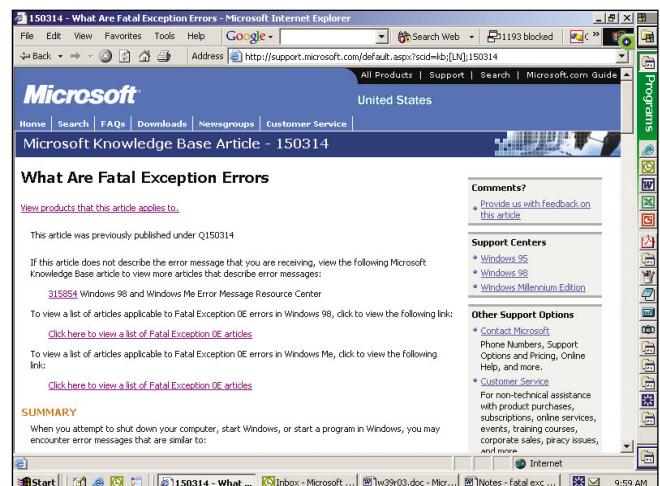 150314 - What Are Fatal Exception Errors - Microsoft Internet Explorer
File Edit View Favorites Tools Help Google Search Web 1193 blocked
Back Address http://support.microsoft.com/default.aspx?scid=kb;[LN];150314
All Products | Support | Search | Microsoft.com Guide
Microsoft
United States
Home | Search | FAQs | Downloads | Newsgroups | Customer Service
Microsoft Knowledge Base Article - 150314
What Are Fatal Exception Errors
View products that this article applies to.
This article was previously published under Q150314
If this article does not describe the error message that you are receiving, view the following Microsoft
Knowledge Base article to view more articles that describe error messages:
315854 Windows 98 and Windows Me Error Message Resource Center
To view a list of articles applicable to Fatal Exception 0E errors in Windows 98, click to view the following link:
Click here to view a list of Fatal Exception 0E articles
To view a list of articles applicable to Fatal Exception 0E errors in Windows Me, click to view the following
link:
Click here to view a list of Fatal Exception 0E articles
SUMMARY
When you attempt to shut down your computer, start Windows, or start a program in Windows, you may
encounter error messages that are similar to:
Comments?
Provide us with feedback on
this article
Support Centers
Windows 95
Windows 98
Windows Millennium Edition
Other Support Options
Contact Microsoft
Phone Numbers, Support
Options and Pricing, Online
Help, and more.
Customer Service
For non-technical assistance
with product purchases,
subscriptions, online services,
events, training courses,
corporate sales, piracy issues,
and more.
Programs
Internet
Start 150314 - What ... Inbox - Microsoft ... w39r03.doc - Micr... Notes - fatal exc ... 9:59 AM